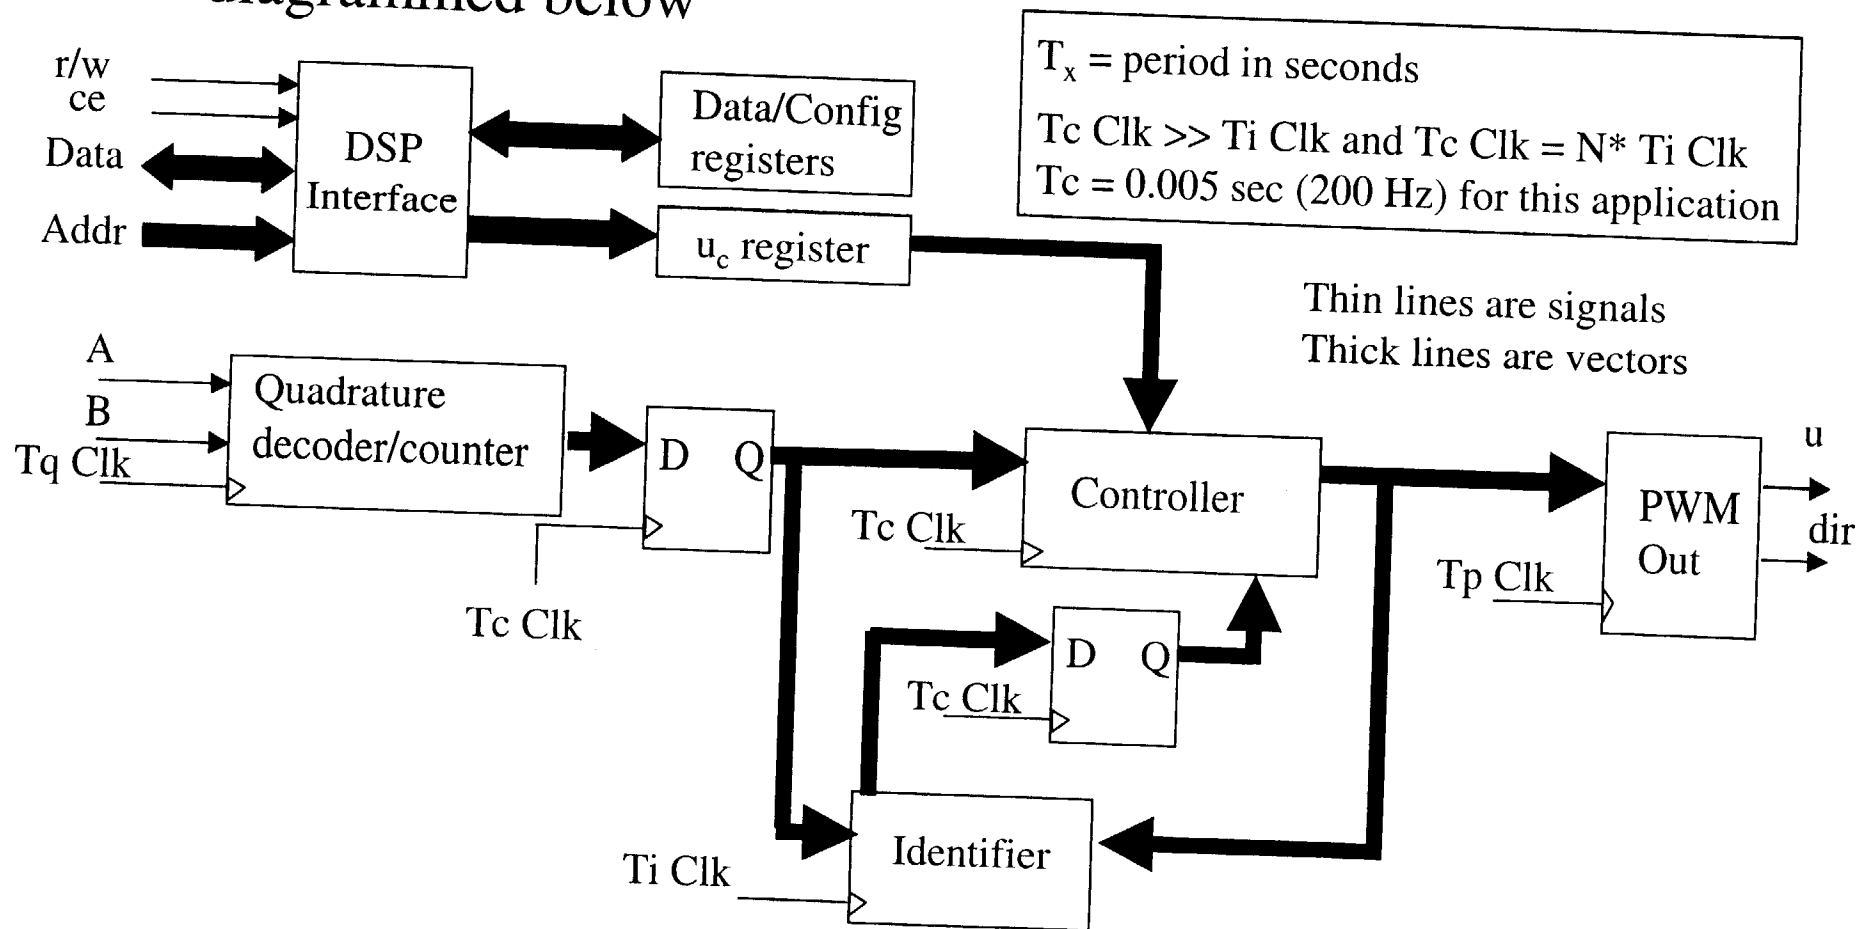 diagrammed below
r/w
ce
Data
Addr
DSP
Interface
Data/Config
registers
u_c register
T_x = period in seconds
Tc Clk >> Ti Clk and Tc Clk = N* Ti Clk
Tc = 0.005 sec (200 Hz) for this application
Thin lines are signals
Thick lines are vectors
A
B
Tq Clk
Quadrature
decoder/counter
D Q
Tc Clk
Tc Clk
Controller
Tp Clk
PWM
Out
u
dir
D Q
Tc Clk
Identifier
Ti Clk